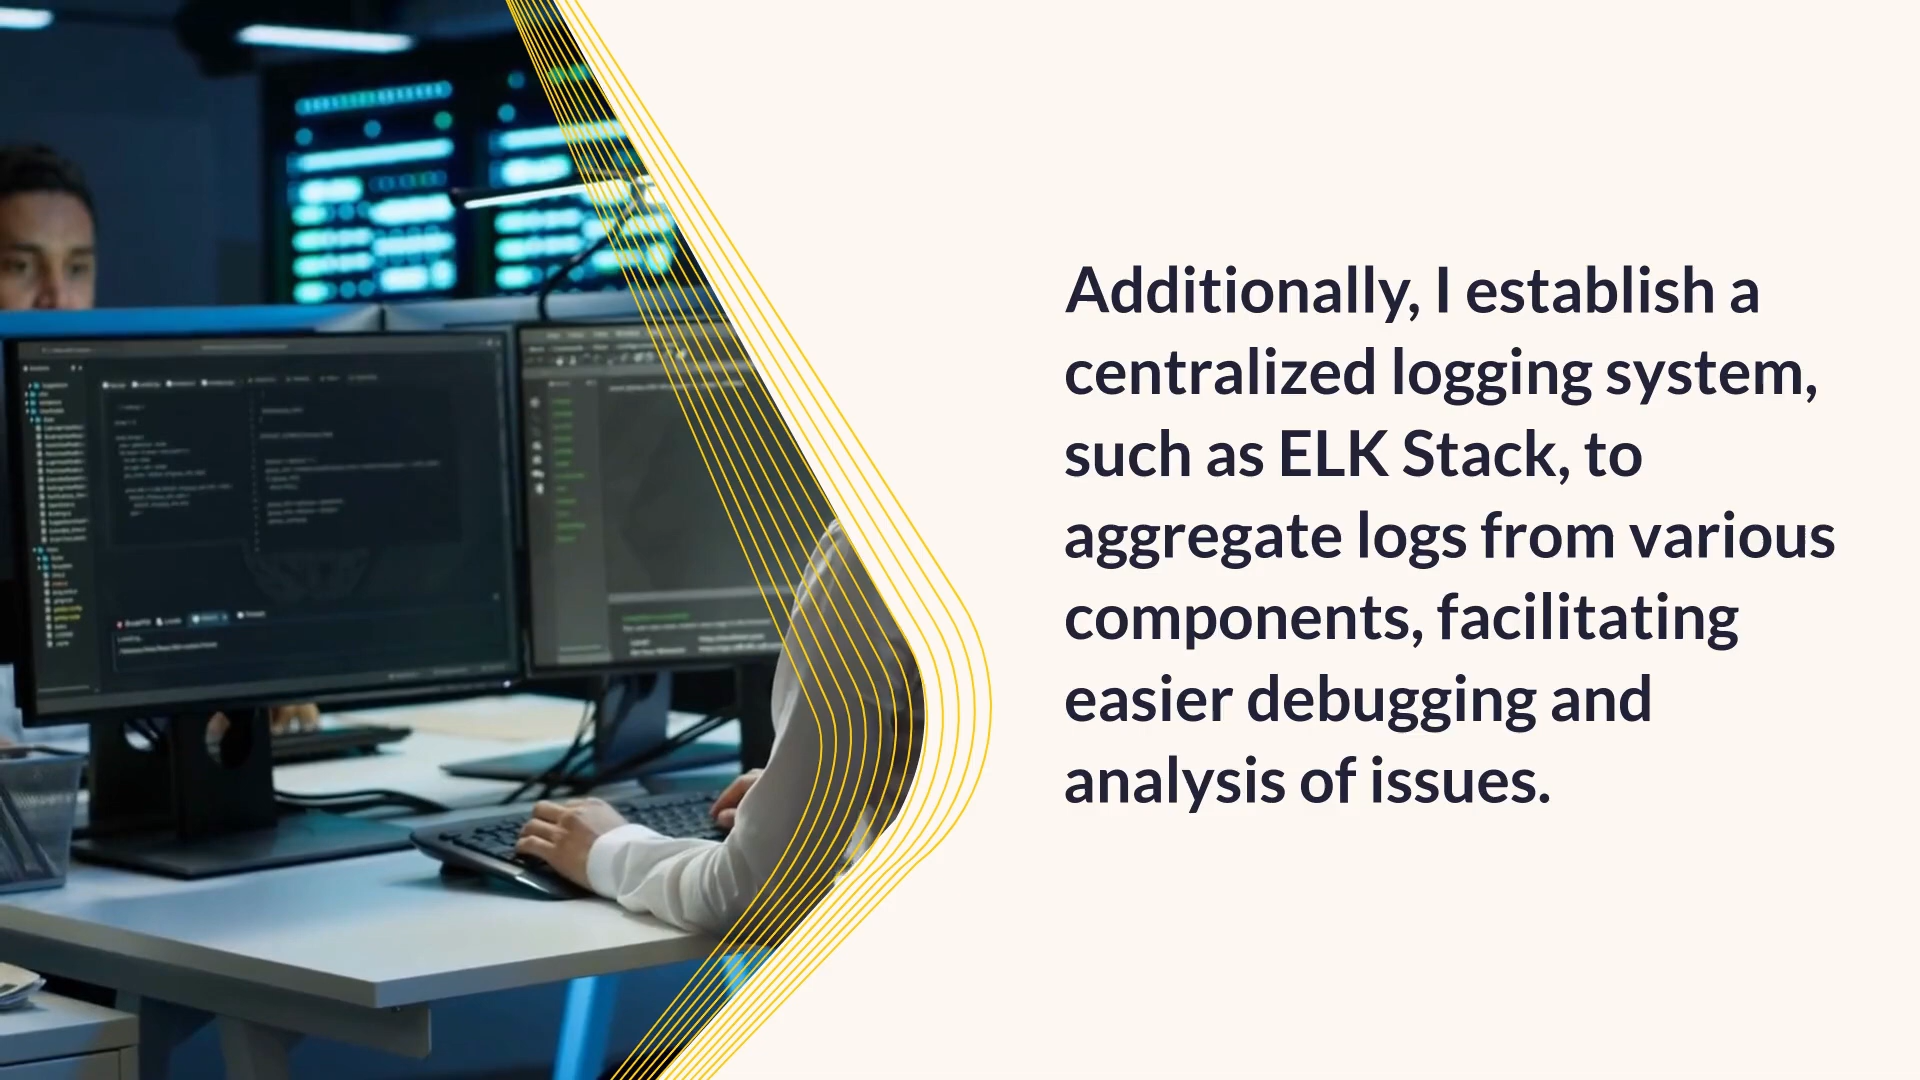 Additionally, I establish a
centralized logging system,
such as ELK Stack, to
aggregate logs from various
components, facilitating
easier debugging and
analysis of issues.